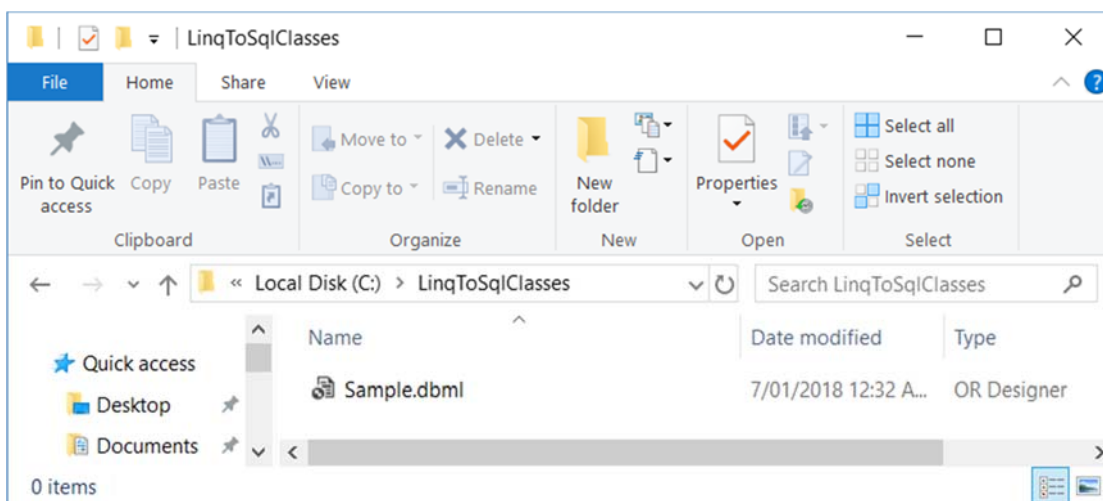 LinqToSqlClasses
File Home Share View
?
Pin to Quick access
Copy
Paste
Clipboard
Move to
Copy to
Delete
Rename
Organize
New folder
New
Properties
Open
Select all
Select none
Invert selection
Select
« Local Disk (C:) > LinqToSqlClasses
Search LinqToSqlClasses
Quick access
Desktop
Documents
Name Date modified Type
Sample.dbml 7/01/2018 12:32 A... OR Designer
0 items